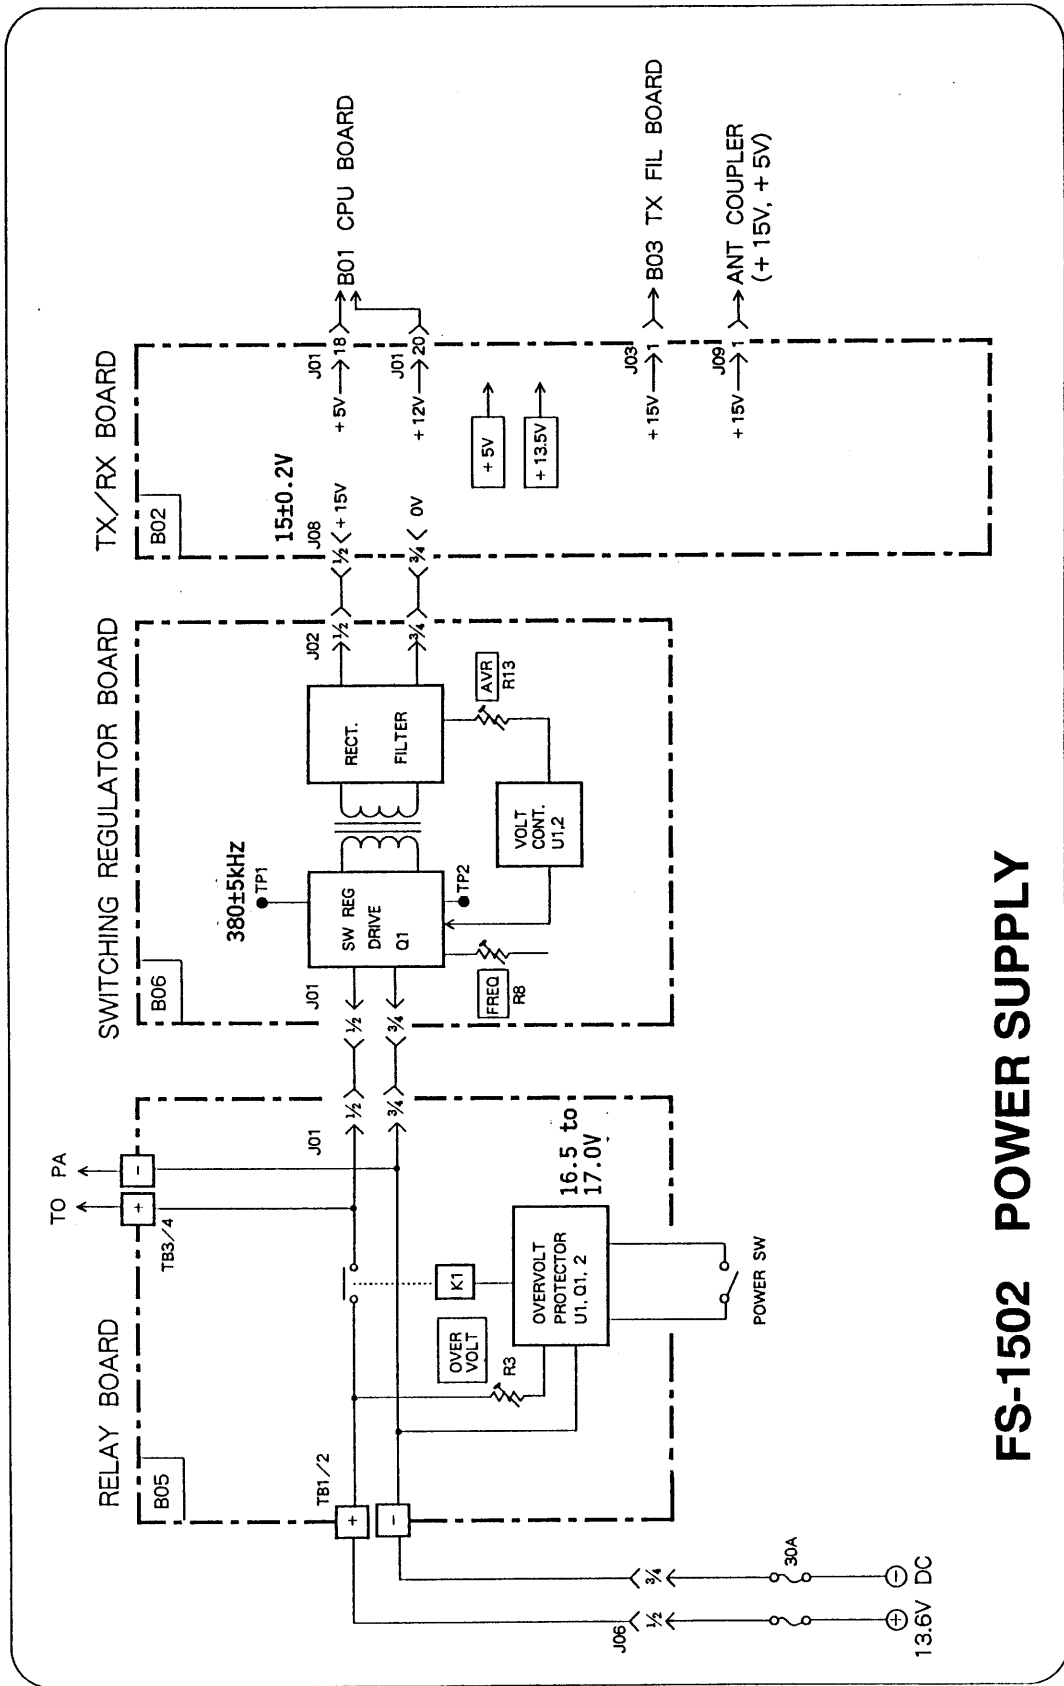 RELAY BOARD
B05
TO PA
+
-
TB3/4
TB1/2
+
-
J01
1/2
3/4
K1
OVER
VOLT
R3
OVERVOLT
PROTECTOR
U1, Q1, 2
16.5 to
17.0V
POWER SW
J06
1/2
3/4
30A
+
-
13.6V DC
SWITCHING REGULATOR BOARD
B06
J01
1/2
3/4
380±5kHz
TP1
SW REG
DRIVE
Q1
TP2
FREQ
R8
RECT.
FILTER
AVR
R13
VOLT
CONT.
U1,2
J02
1/2
3/4
TX/RX BOARD
B02
15±0.2V
J08
1/2
+15V
3/4
0V
J01
+5V
18
B01 CPU BOARD
J01
+12V
20
+5V
+13.5V
J03
+15V
1
B03 TX FIL BOARD
J09
+15V
1
ANT COUPLER
(+15V, +5V)
FS-1502 POWER SUPPLY